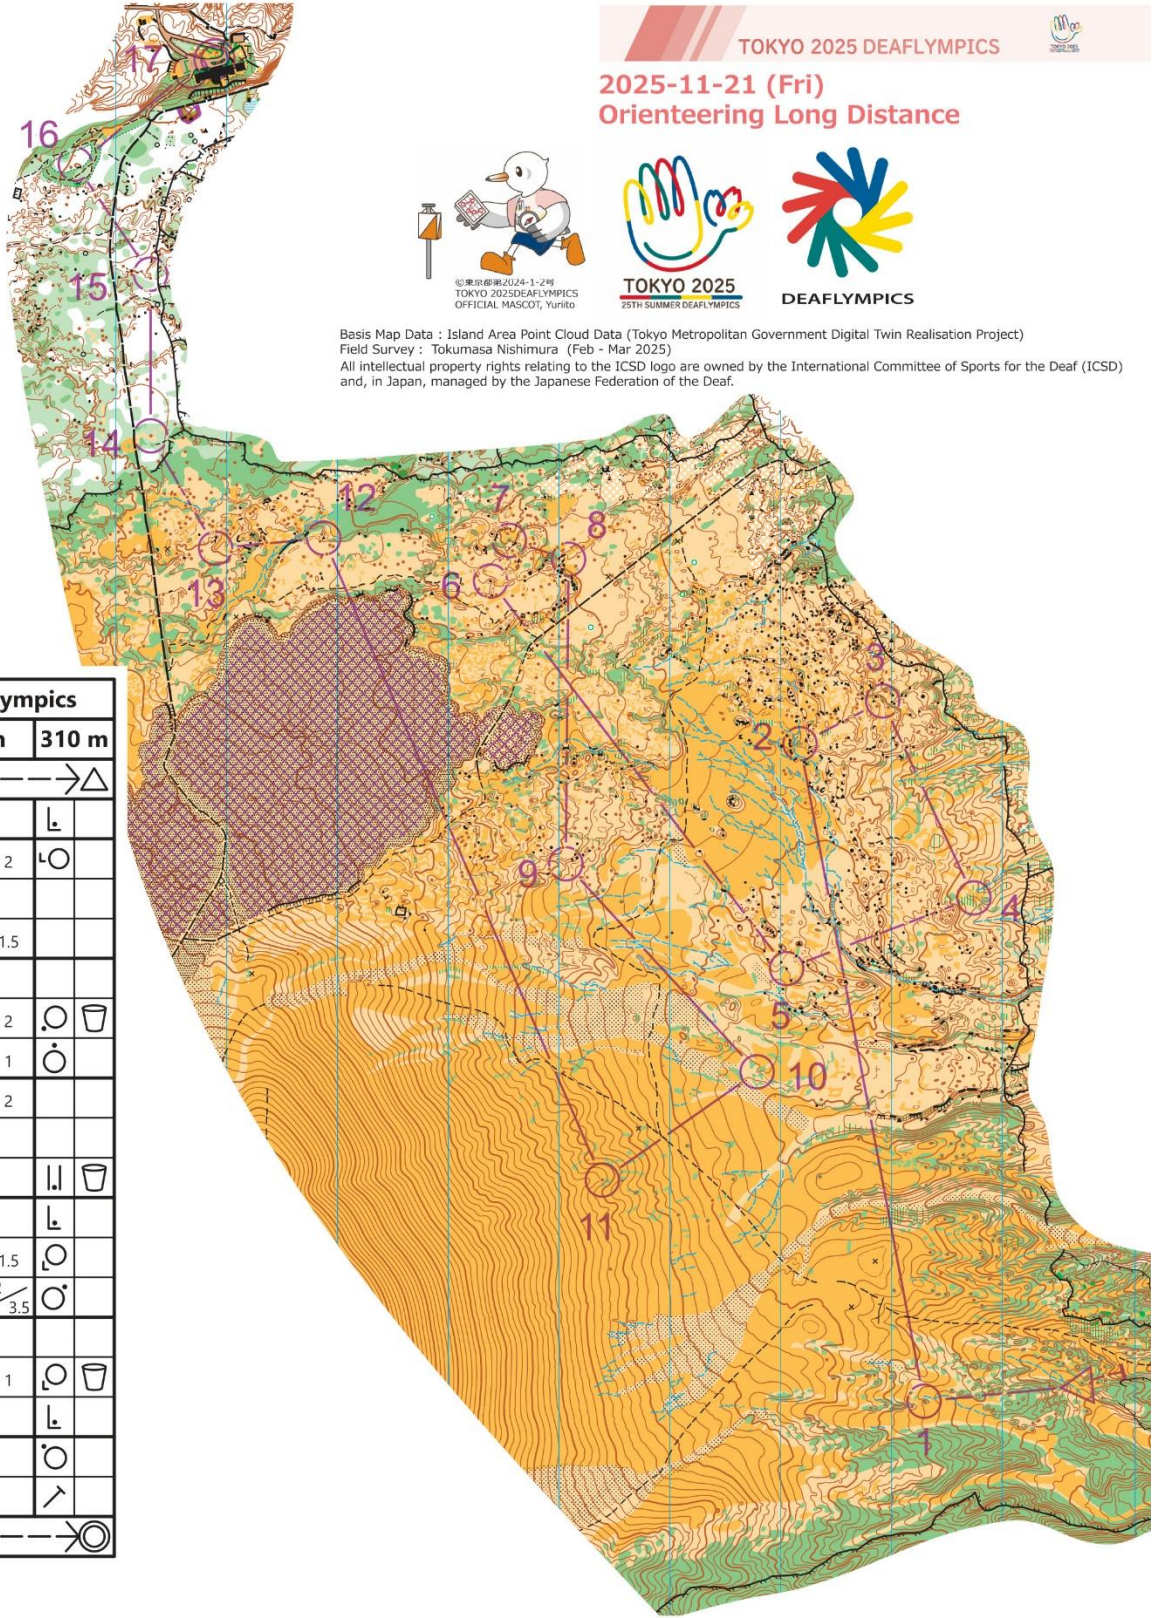 TOKYO 2025 DEAFLYMPICS
2025-11-21 (Fri)
Orienteering Long Distance
©東京都第2024-1-2号
TOKYO 2025DEAFLYMPICS
OFFICIAL MASCOT, Yuriito
TOKYO 2025
25TH SUMMER DEAFLYMPICS
DEAFLYMPICS
Basis Map Data : Island Area Point Cloud Data (Tokyo Metropolitan Government Digital Twin Realisation Project)
Field Survey : Tokumasa Nishimura (Feb - Mar 2025)
All intellectual property rights relating to the ICSD logo are owned by the International Committee of Sports for the Deaf (ICSD)
and, in Japan, managed by the Japanese Federation of the Deaf.
17
16
15
14
12
7
8
13
6
3
2
9
4
5
10
11
1
ympics
310 m
2
1.5
2
1
2
1.5
3.5
1